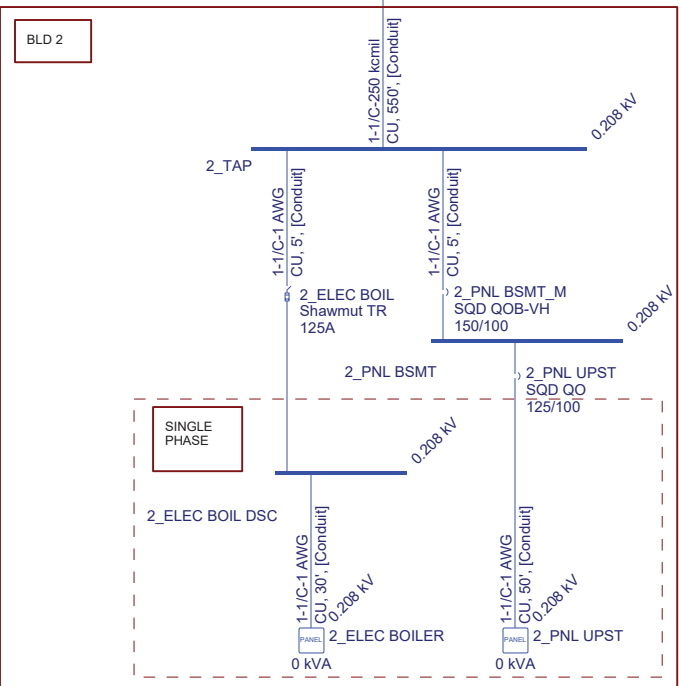 BLD 2
1-1/C-250 kcmil
CU, 550', [Conduit]
0.208 kV
2_TAP
1-1/C-1 AWG
CU, 5', [Conduit]
1-1/C-1 AWG
CU, 5', [Conduit]
2_ELEC BOIL
Shawmut TR
125A
2_PNL BSMT_M
SQD QOB-VH
150/100
0.208 kV
2_PNL BSMT
2_PNL UPST
SQD QO
125/100
SINGLE
PHASE
0.208 kV
2_ELEC BOIL DSC
1-1/C-1 AWG
CU, 30', [Conduit]
0.208 kV
1-1/C-1 AWG
CU, 50', [Conduit]
0.208 kV
PANEL
2_ELEC BOILER
0 kVA
PANEL
2_PNL UPST
0 kVA